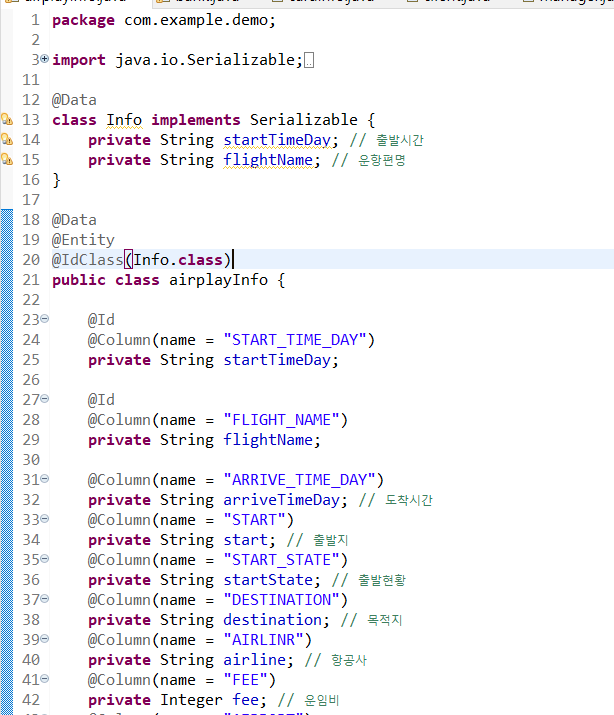 1 package com.example.demo;
2
3 import java.io.Serializable;
11
12 @Data
13 class Info implements Serializable {
14 private String startTimeDay; // 출발시간
15 private String flightName; // 운항편명
16 }
17
18 @Data
19 @Entity
20 @IdClass(Info.class)
21 public class airplayInfo {
22
23 @Id
24 @Column(name = "START_TIME_DAY")
25 private String startTimeDay;
26
27 @Id
28 @Column(name = "FLIGHT_NAME")
29 private String flightName;
30
31 @Column(name = "ARRIVE_TIME_DAY")
32 private String arriveTimeDay; // 도착시간
33 @Column(name = "START")
34 private String start; // 출발지
35 @Column(name = "START_STATE")
36 private String startState; // 출발현황
37 @Column(name = "DESTINATION")
38 private String destination; // 목적지
39 @Column(name = "AIRLINR")
40 private String airline; // 항공사
41 @Column(name = "FEE")
42 private Integer fee; // 운임비